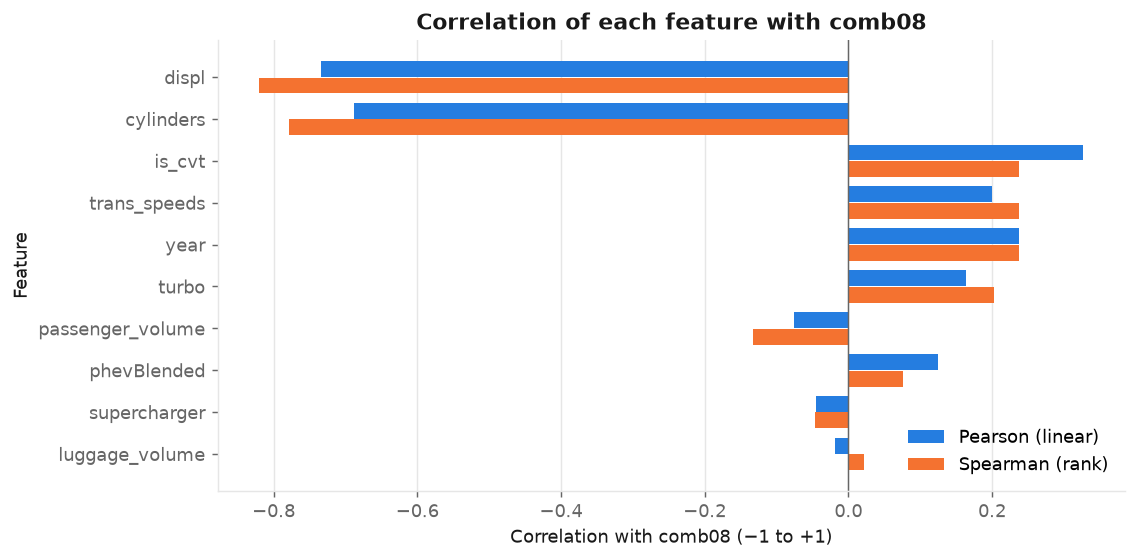 Correlation of each feature with comb08
Feature
displ
cylinders
is_cvt
trans_speeds
year
turbo
passenger_volume
phevBlended
supercharger
luggage_volume
Pearson (linear)
Spearman (rank)
−0.8 −0.6 −0.4 −0.2 0.0 0.2
Correlation with comb08 (−1 to +1)